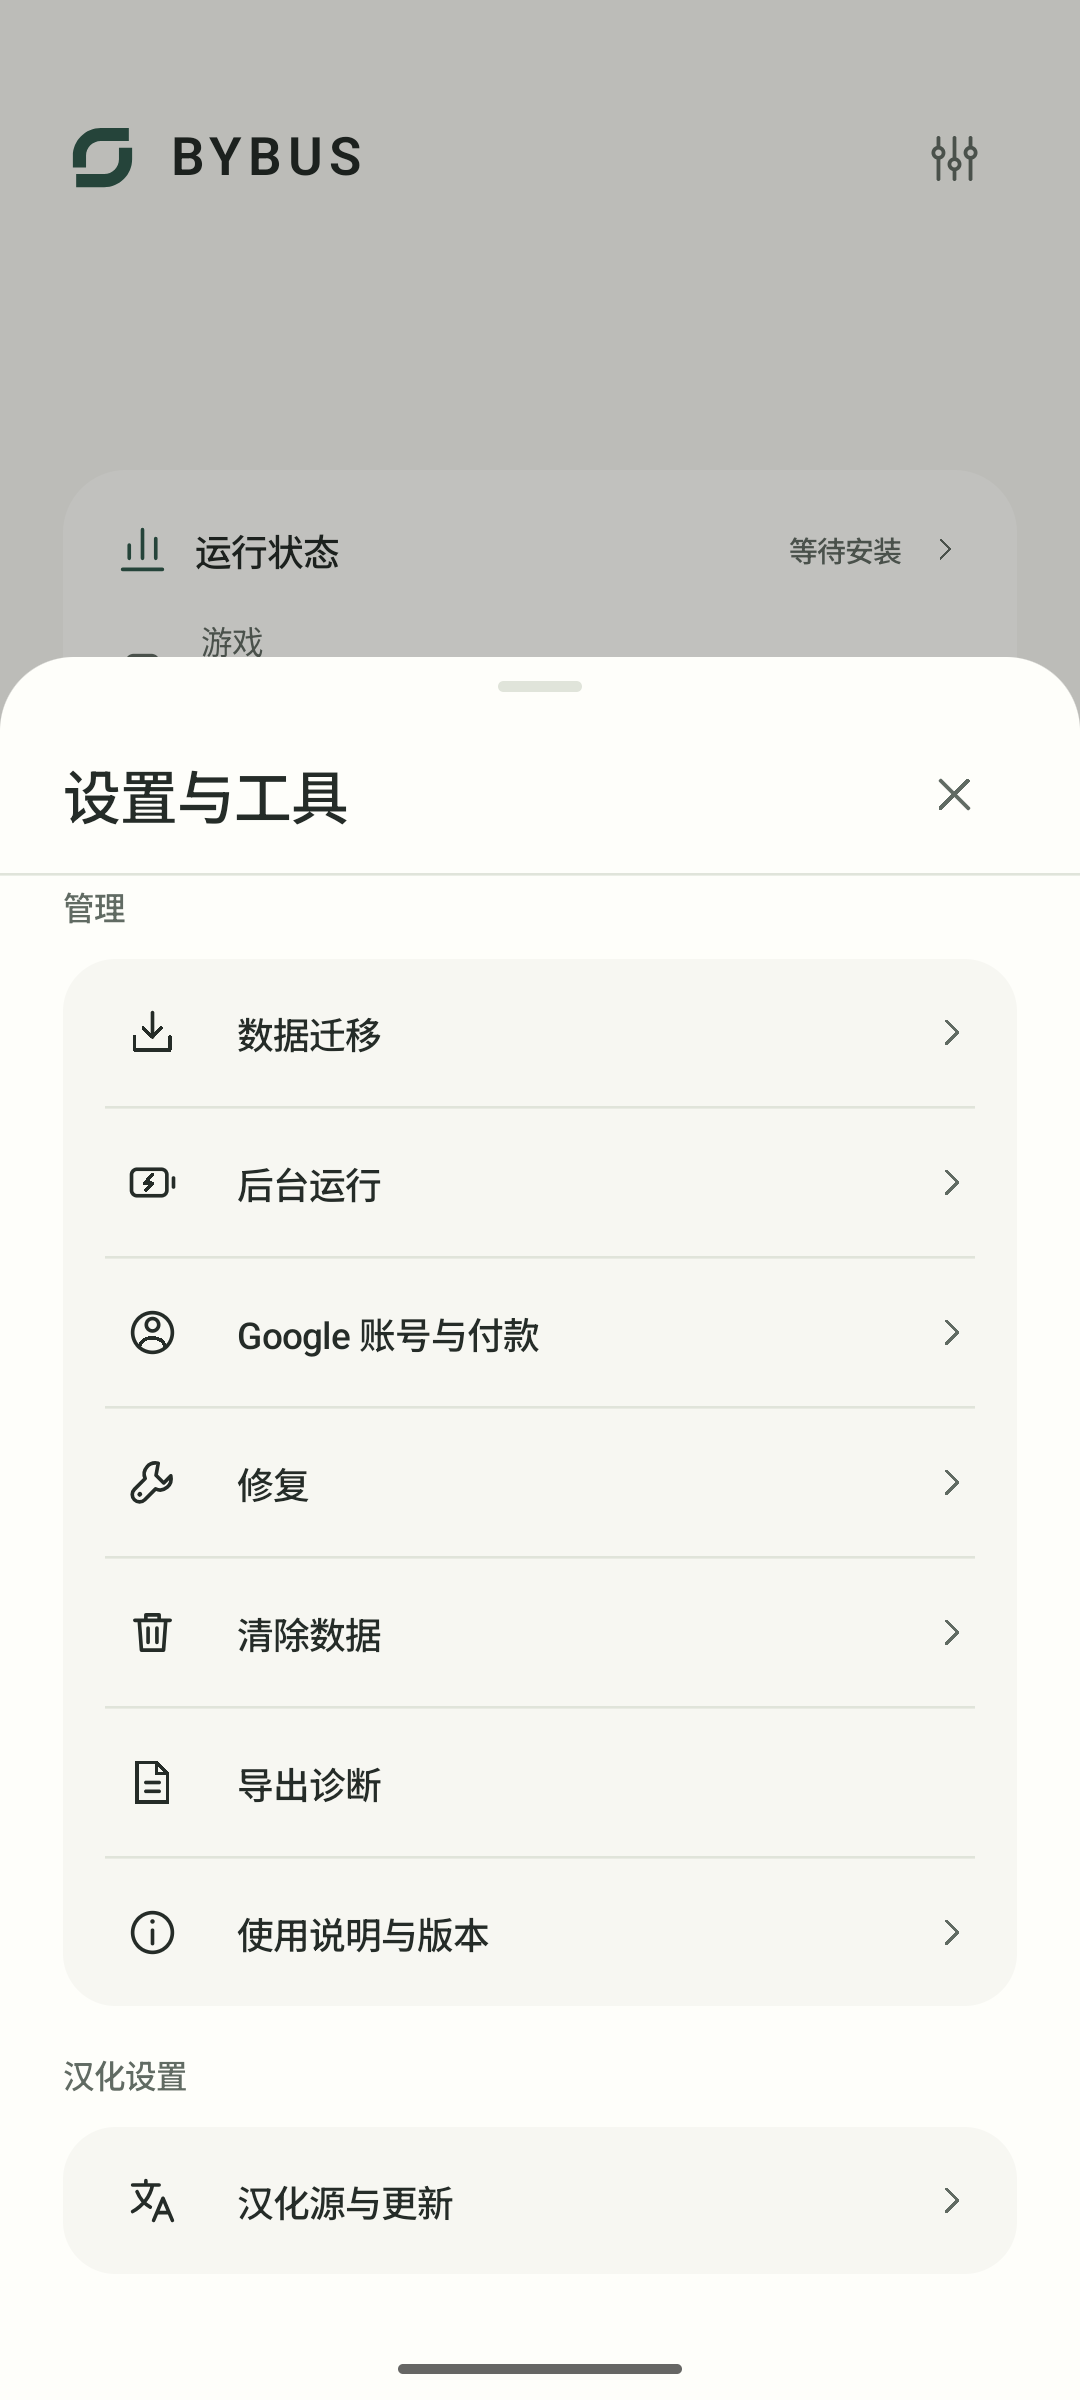 BYBUS
运行状态
等待安装
游戏
设置与工具
管理
数据迁移
后台运行
Google 账号与付款
修复
清除数据
导出诊断
使用说明与版本
汉化设置
汉化源与更新